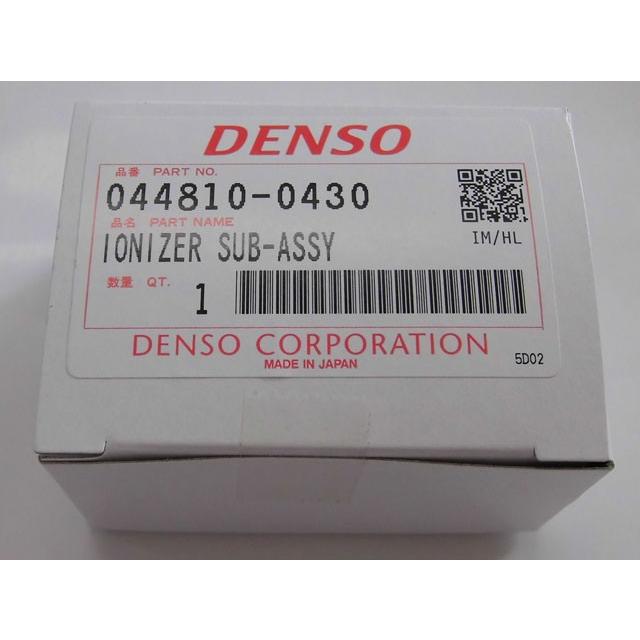 DENSO
品番 PART NO.
044810-0430
品名 PART NAME
IONIZER SUB-ASSY
IM/HL
数量 QT.
1
DENSO CORPORATION
MADE IN JAPAN
5D02